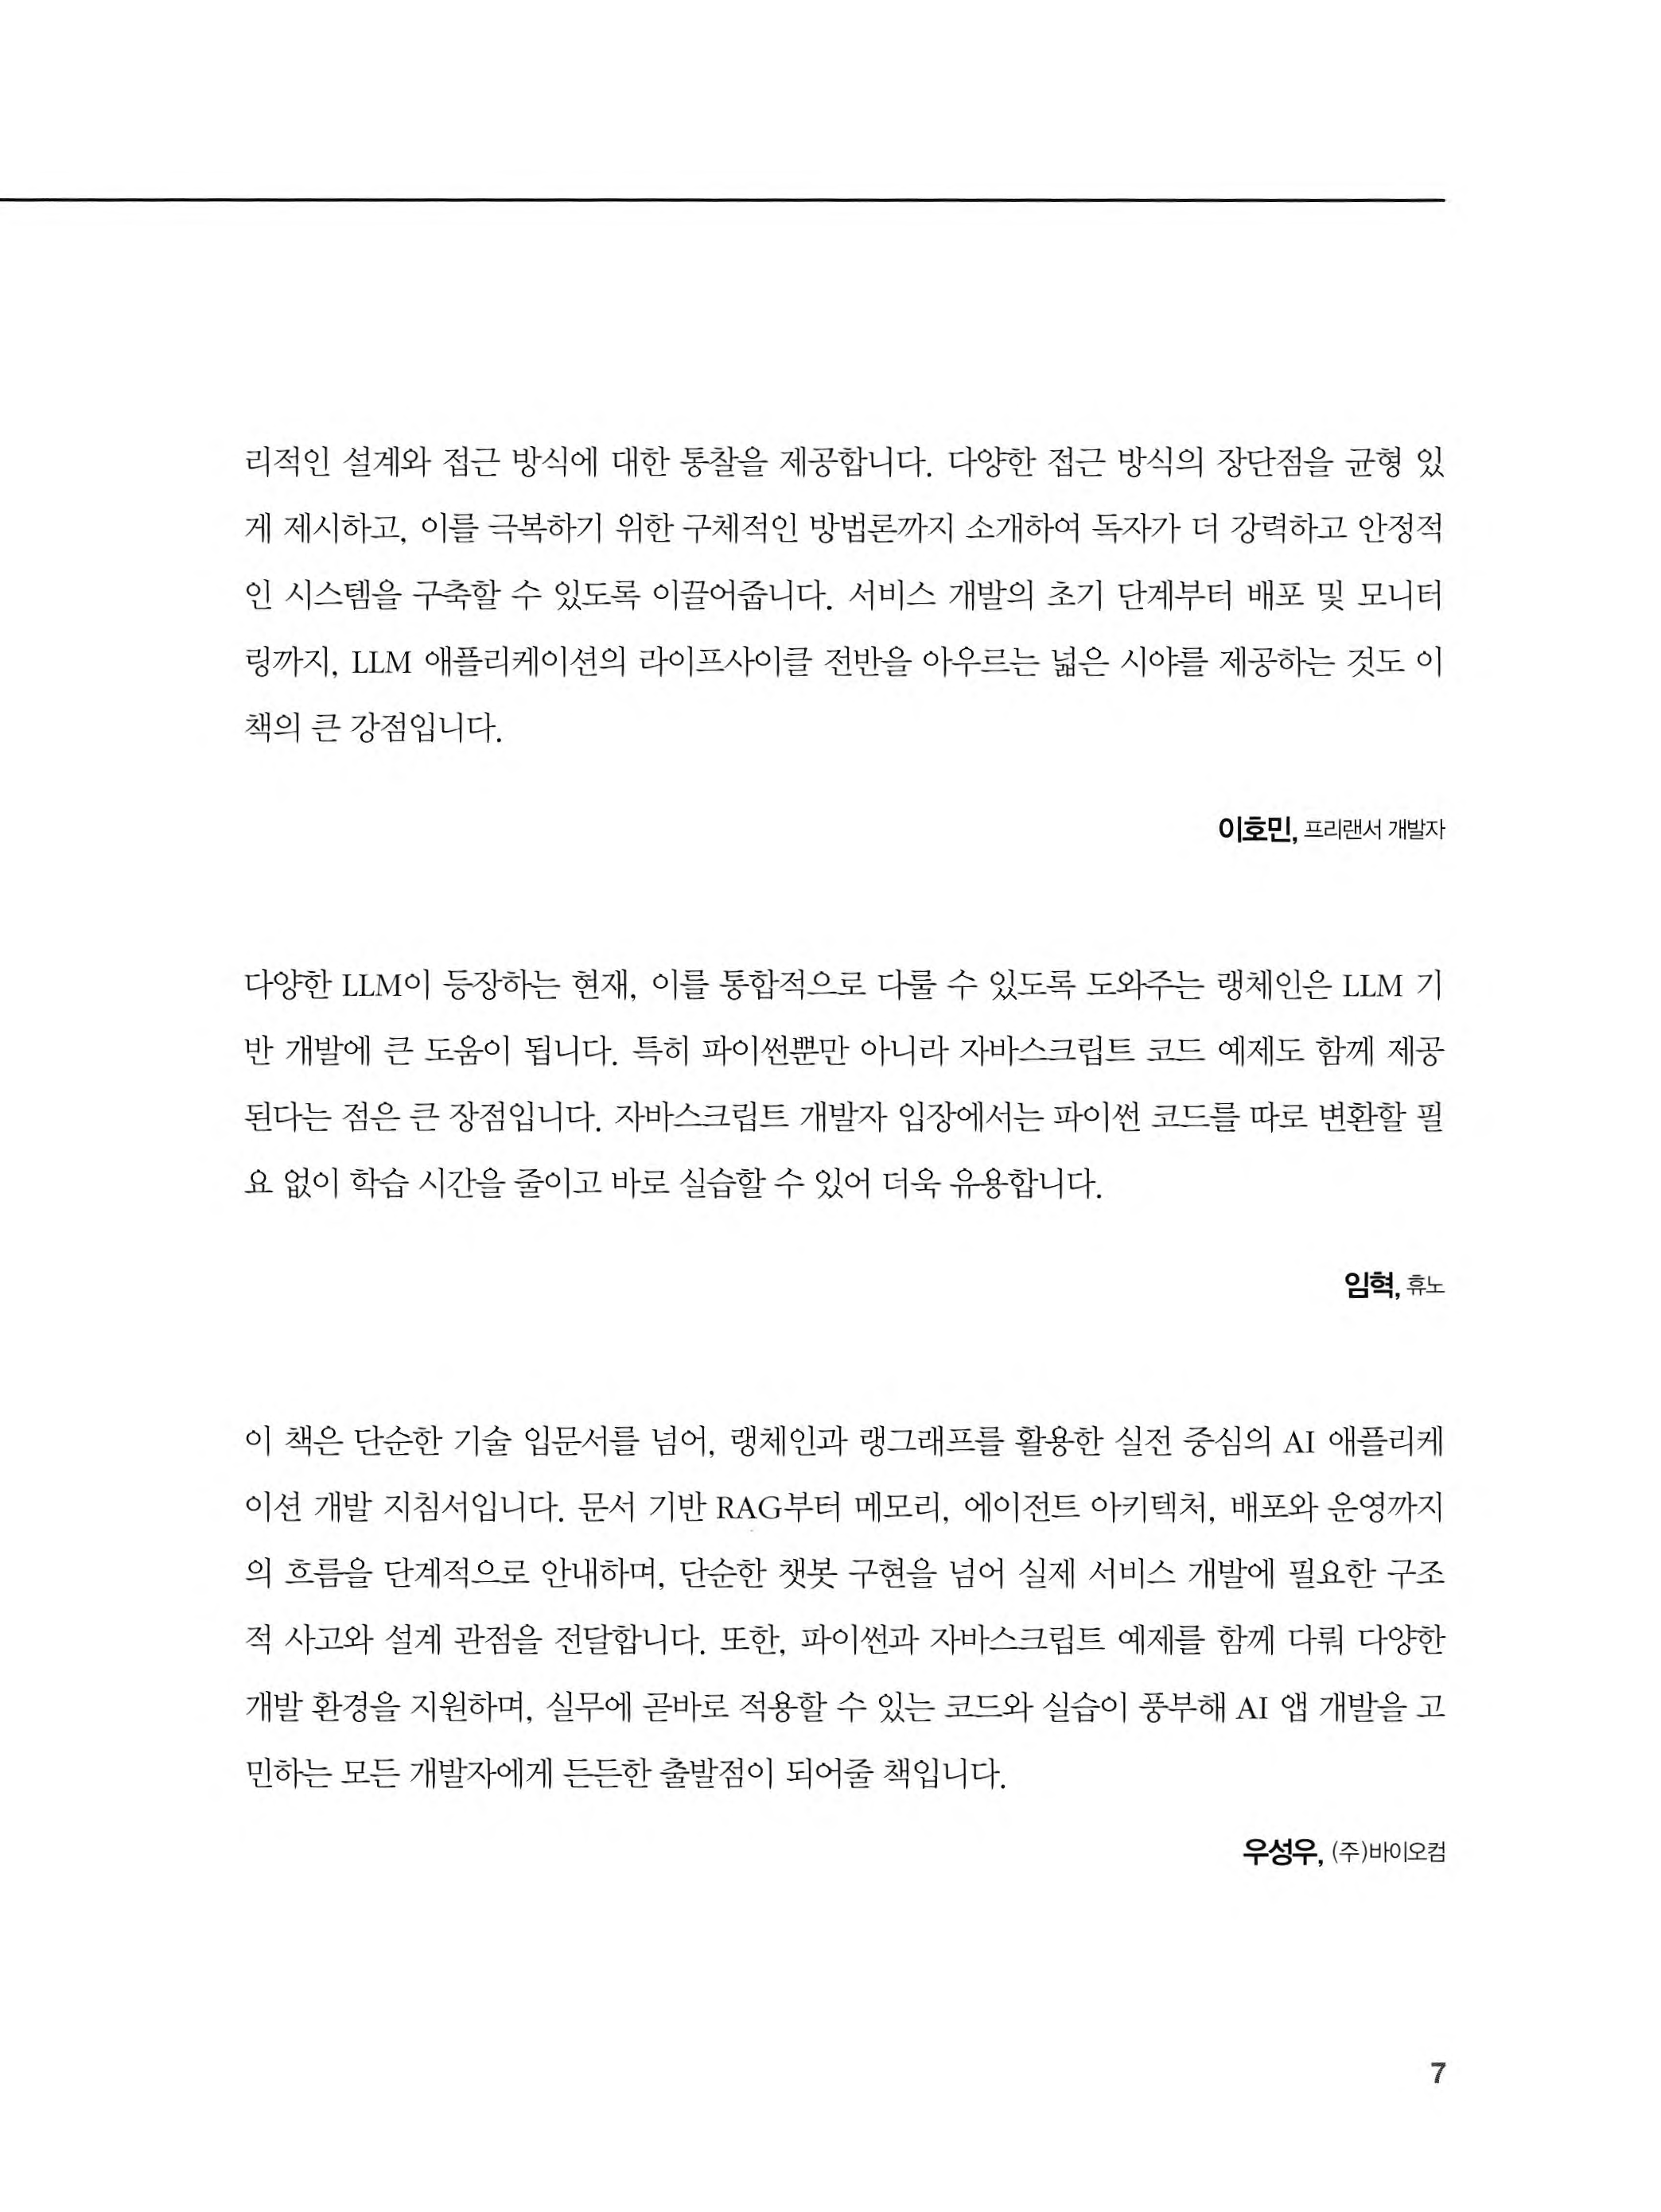 리적인 설계와 접근 방식에 대한 통찰을 제공합니다. 다양한 접근 방식의 장단점을 균형 있
게 제시하고, 이를 극복하기 위한 구체적인 방법론까지 소개하여 독자가 더 강력하고 안정적
인 시스템을 구축할 수 있도록 이끌어줍니다. 서비스 개발의 초기 단계부터 배포 및 모니터
링까지, LLM 애플리케이션의 라이프사이클 전반을 아우르는 넓은 시야를 제공하는 것도 이
책의 큰 강점입니다.
이호민, 프리랜서 개발자
다양한 LLM이 등장하는 현재, 이를 통합적으로 다룰 수 있도록 도와주는 랭체인은 LLM 기
반 개발에 큰 도움이 됩니다. 특히 파이썬뿐만 아니라 자바스크립트 코드 예제도 함께 제공
된다는 점은 큰 장점입니다. 자바스크립트 개발자 입장에서는 파이썬 코드를 따로 변환할 필
요 없이 학습 시간을 줄이고 바로 실습할 수 있어 더욱 유용합니다.
임혁, 휴노
이 책은 단순한 기술 입문서를 넘어, 랭체인과 랭그래프를 활용한 실전 중심의 AI 애플리케
이션 개발 지침서입니다. 문서 기반 RAG부터 메모리, 에이전트 아키텍처, 배포와 운영까지
의 흐름을 단계적으로 안내하며, 단순한 챗봇 구현을 넘어 실제 서비스 개발에 필요한 구조
적 사고와 설계 관점을 전달합니다. 또한, 파이썬과 자바스크립트 예제를 함께 다뤄 다양한
개발 환경을 지원하며, 실무에 곧바로 적용할 수 있는 코드와 실습이 풍부해 AI 앱 개발을 고
민하는 모든 개발자에게 든든한 출발점이 되어줄 책입니다.
우성우, (주)바이오컴
7